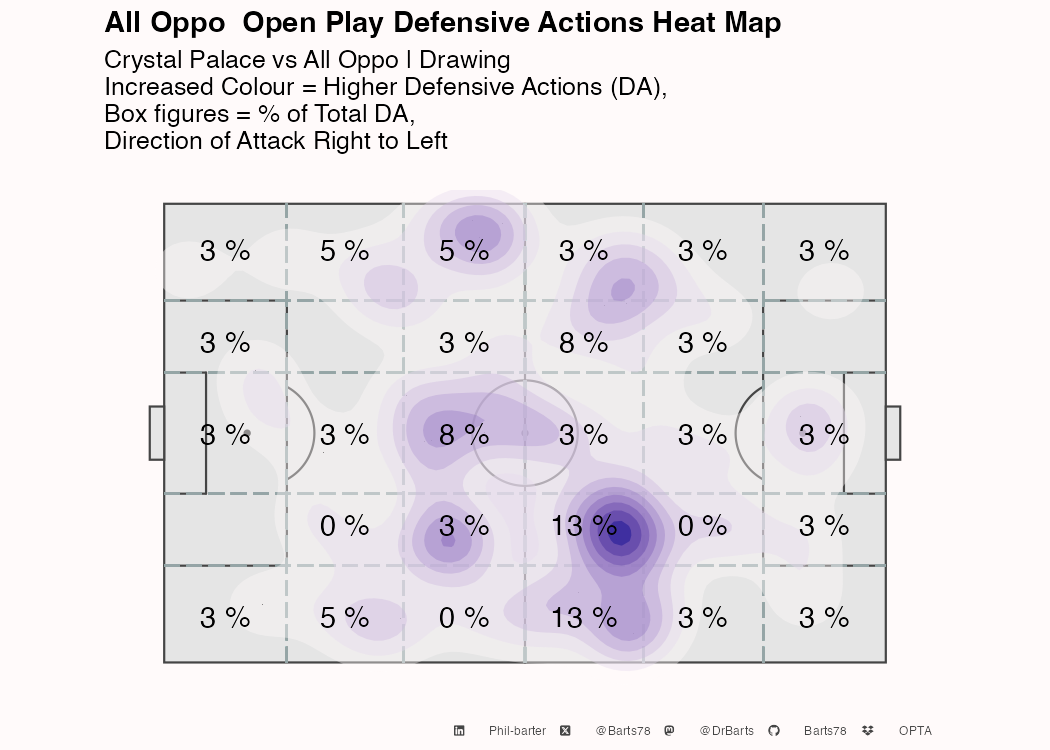 All Oppo  Open Play Defensive Actions Heat Map
Crystal Palace vs All Oppo | Drawing
Increased Colour = Higher Defensive Actions (DA),
Box figures = % of Total DA,
Direction of Attack Right to Left
3 % 5 % 5 % 3 % 3 % 3 %
3 % 3 % 8 % 3 %
3 % 3 % 8 % 3 % 3 % 3 %
0 % 3 % 13 % 0 % 3 %
3 % 5 % 0 % 13 % 3 % 3 %
Phil-barter @Barts78 @DrBarts Barts78 OPTA